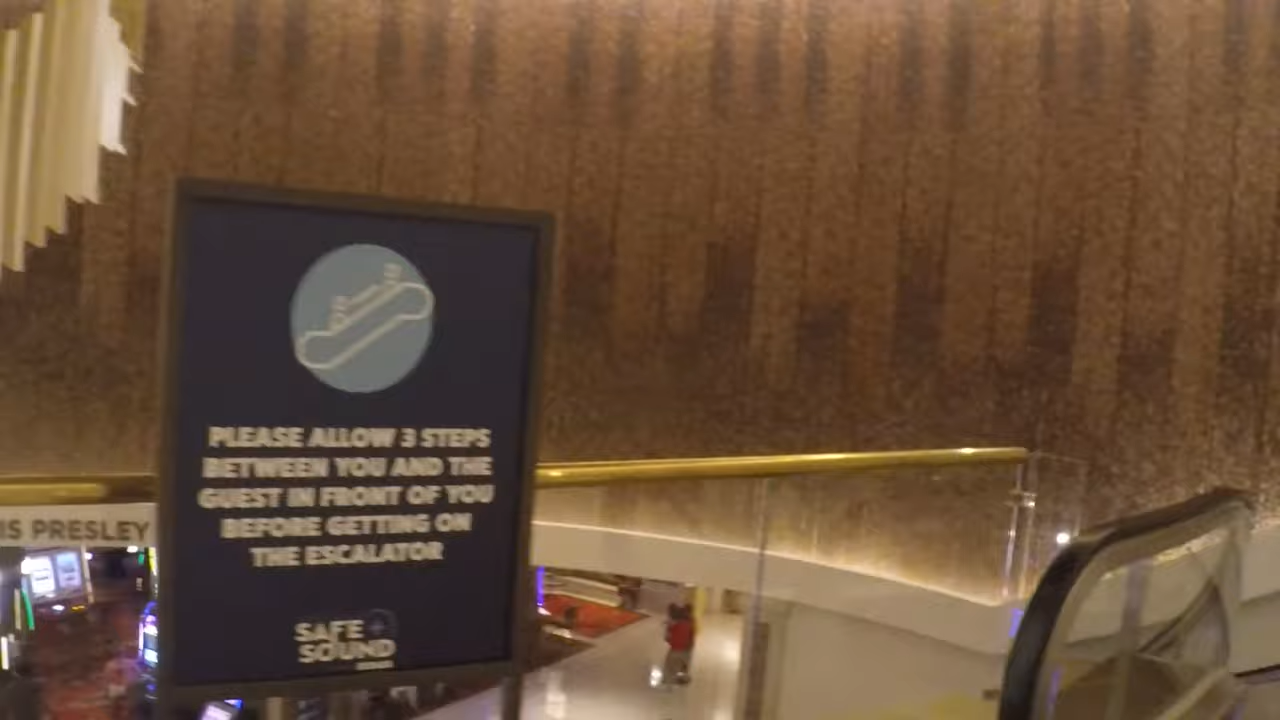 PLEASE ALLOW 3 STEPS
BETWEEN YOU AND THE
GUEST IN FRONT OF YOU
BEFORE GETTING ON
THE ESCALATOR
SAFE +
SOUND
IS PRESLEY